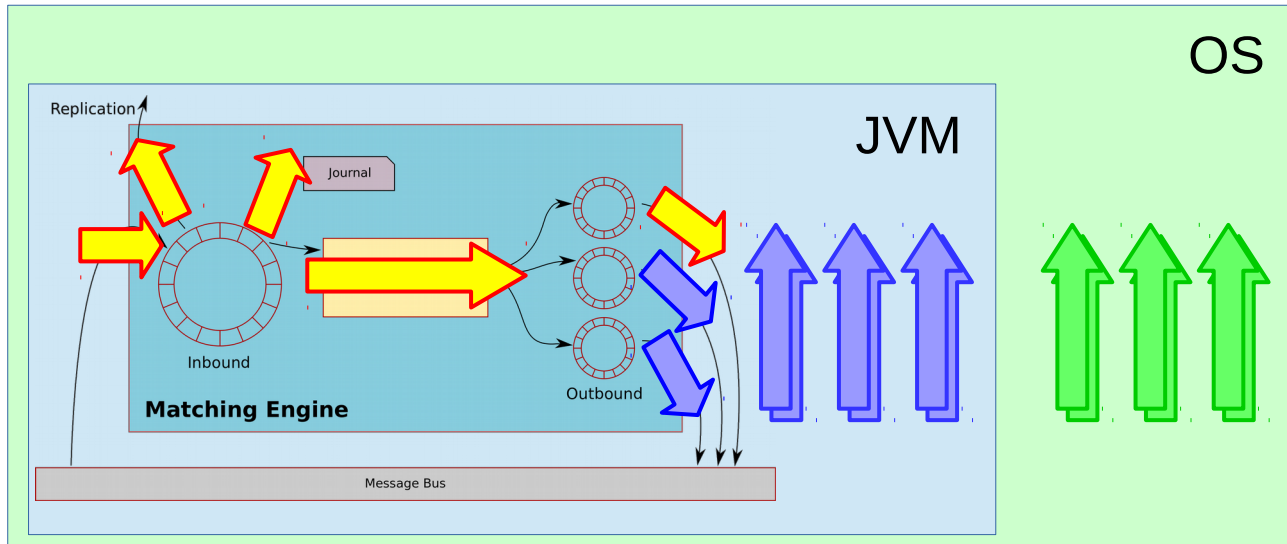 OS
JVM
Replication
Journal
Inbound
Outbound
Matching Engine
Message Bus